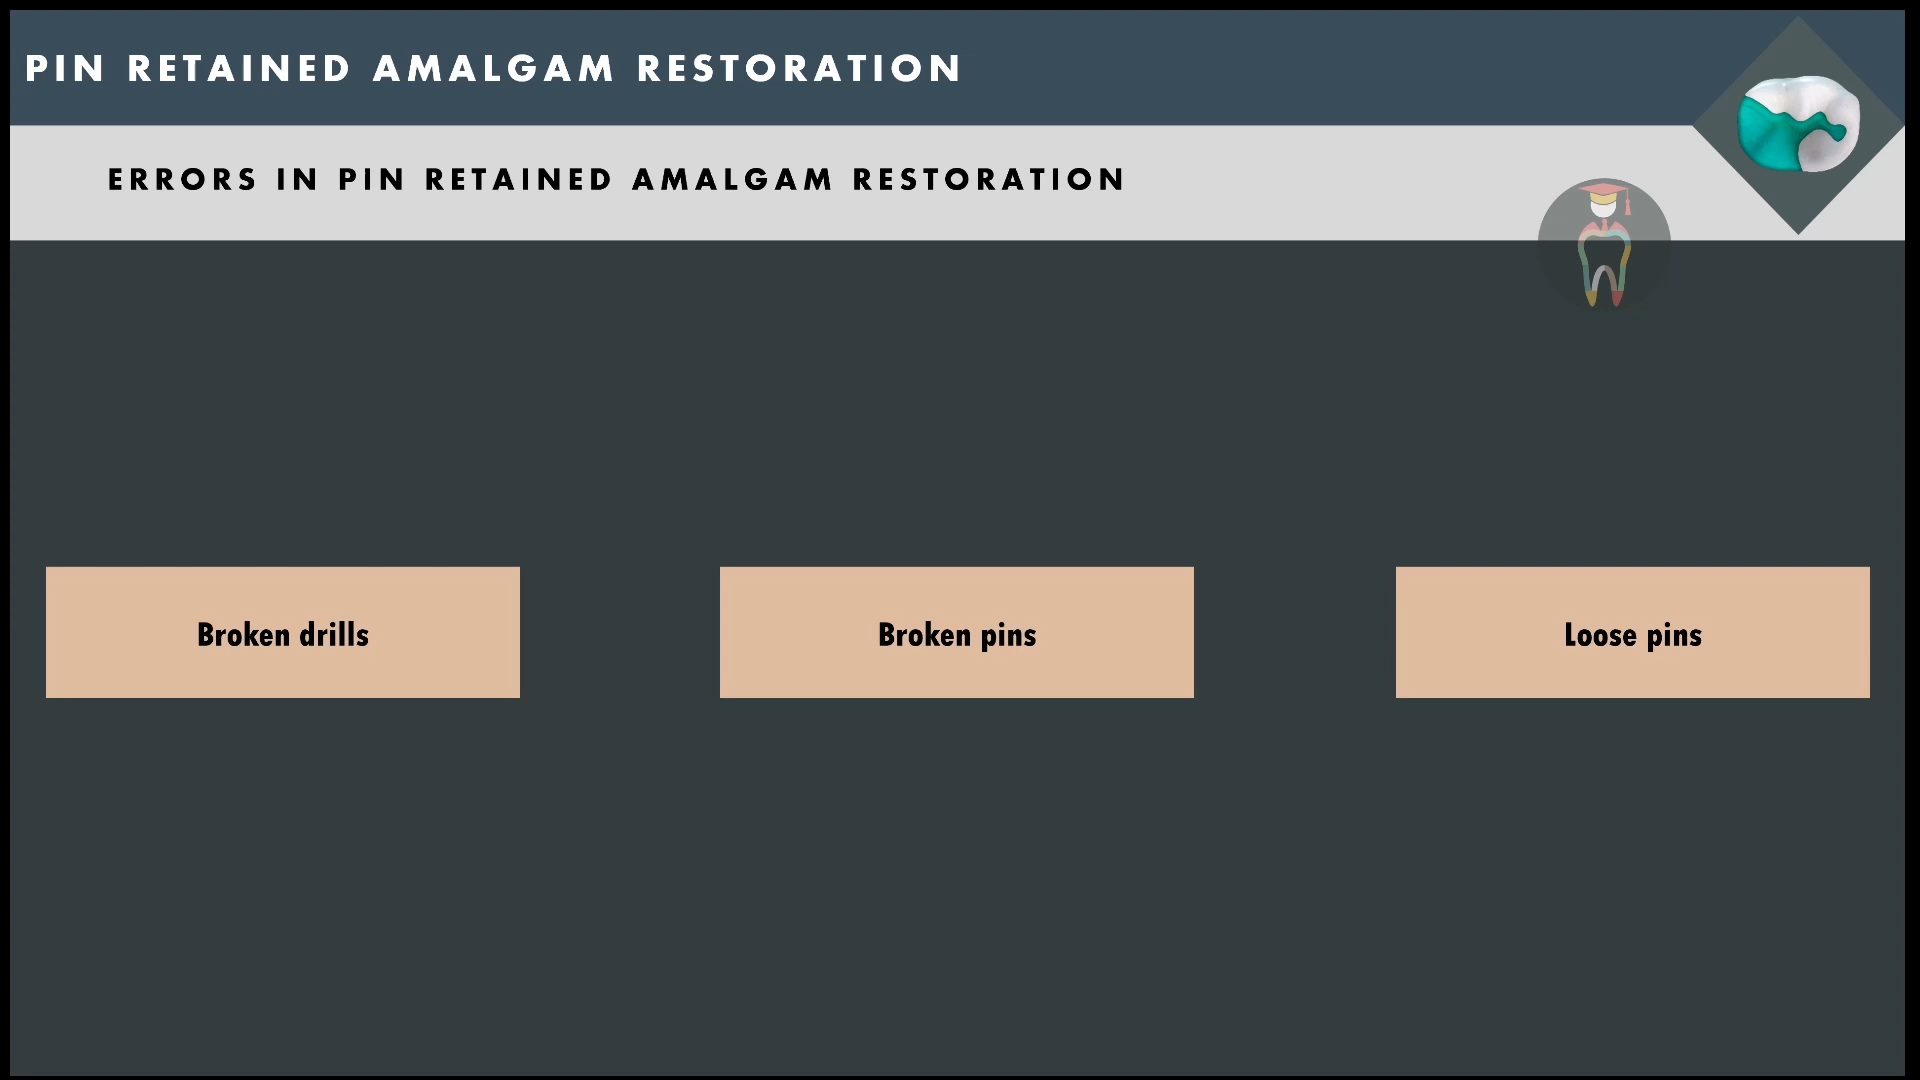 PIN RETAINED AMALGAM RESTORATION
ERRORS IN PIN RETAINED AMALGAM RESTORATION
Broken drills
Broken pins
Loose pins